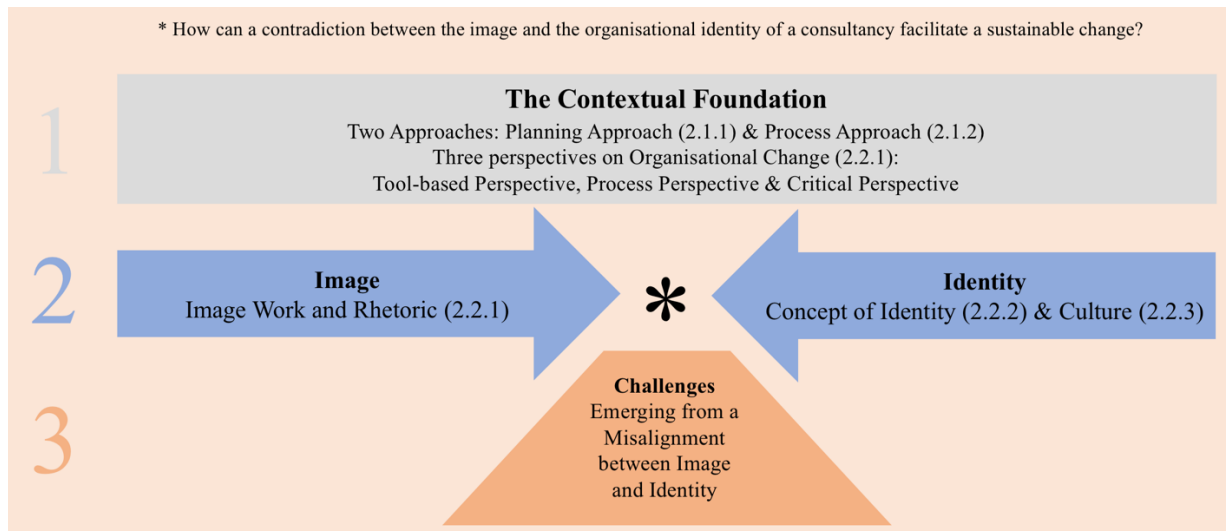 * How can a contradiction between the image and the organisational identity of a consultancy facilitate a sustainable change?
1
The Contextual Foundation
Two Approaches: Planning Approach (2.1.1) & Process Approach (2.1.2)
Three perspectives on Organisational Change (2.2.1):
Tool-based Perspective, Process Perspective & Critical Perspective
2
Image
Image Work and Rhetoric (2.2.1)
*
Identity
Concept of Identity (2.2.2) & Culture (2.2.3)
3
Challenges
Emerging from a
Misalignment
between Image
and Identity